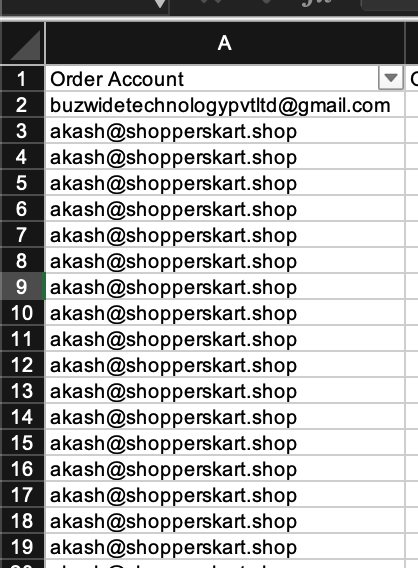 A
1 Order Account
2 buzwidetechnologypvtltd@gmail.com
3 akash@shopperskart.shop
4 akash@shopperskart.shop
5 akash@shopperskart.shop
6 akash@shopperskart.shop
7 akash@shopperskart.shop
8 akash@shopperskart.shop
9 akash@shopperskart.shop
10 akash@shopperskart.shop
11 akash@shopperskart.shop
12 akash@shopperskart.shop
13 akash@shopperskart.shop
14 akash@shopperskart.shop
15 akash@shopperskart.shop
16 akash@shopperskart.shop
17 akash@shopperskart.shop
18 akash@shopperskart.shop
19 akash@shopperskart.shop